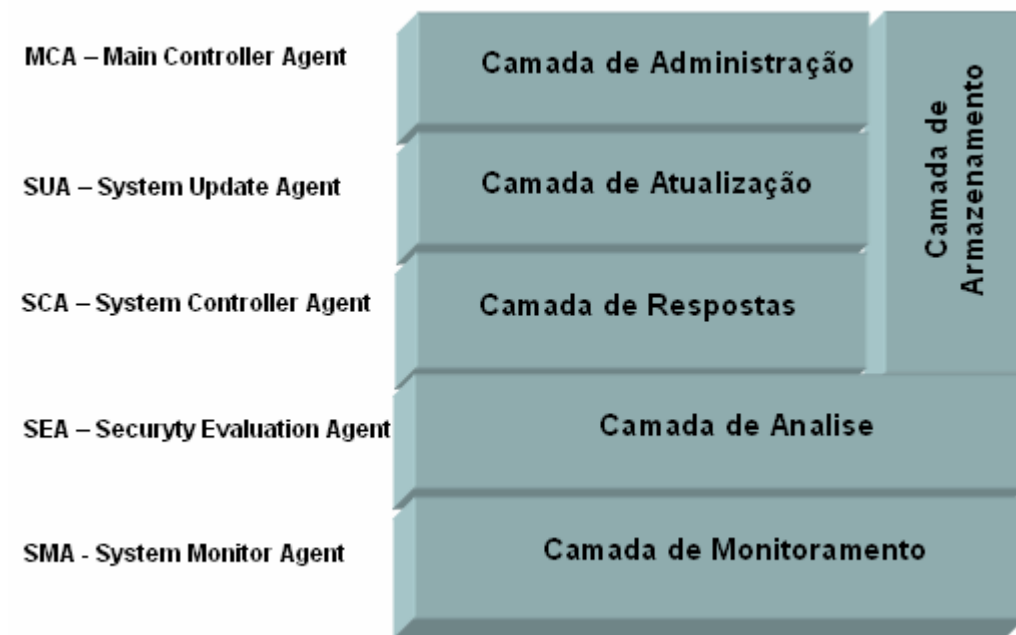 MCA – Main Controller Agent
Camada de Administração
SUA – System Update Agent
Camada de Atualização
SCA – System Controller Agent
Camada de Respostas
Camada de
Armazenamento
SEA – Securyty Evaluation Agent
Camada de Analise
SMA - System Monitor Agent
Camada de Monitoramento